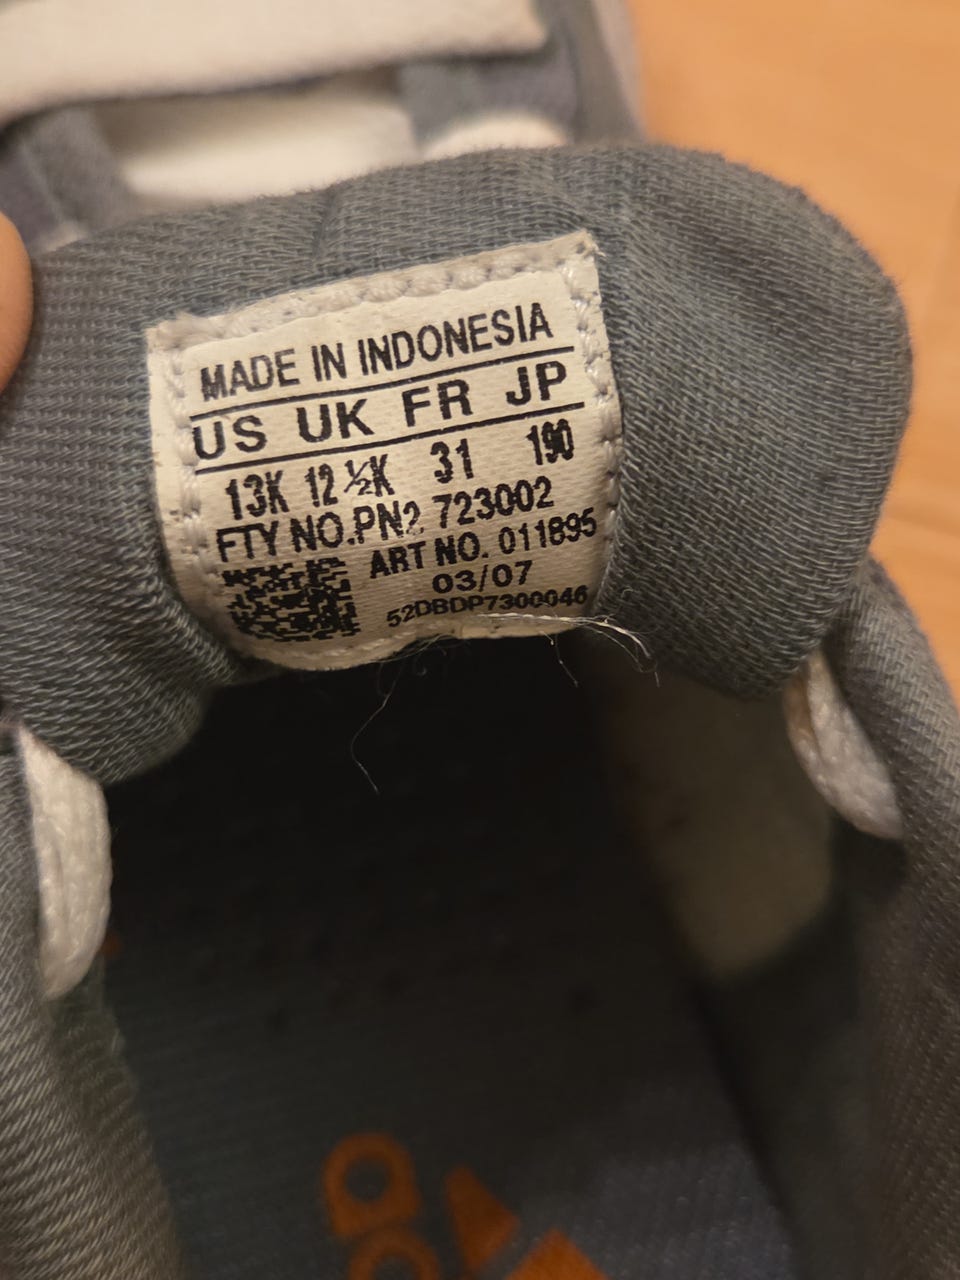 MADE IN INDONESIA
US UK FR JP
13K 12 ½K 31 190
FTY NO.PN2 723002
ART NO. 011895
03/07
52DBDP7300046